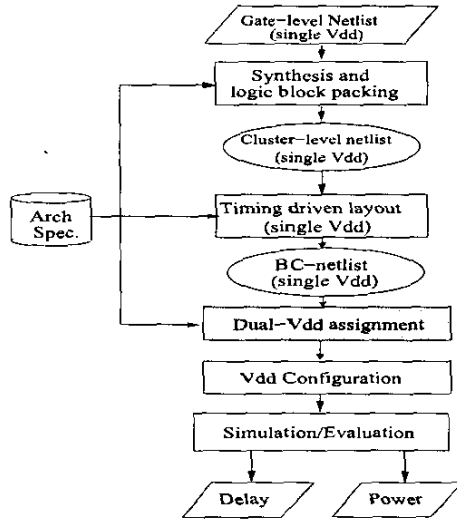 Gate-level Netlist
(single Vdd)
Synthesis and
logic block packing
Cluster-level netlist
(single Vdd)
Arch
Spec.
Timing driven layout
(single Vdd)
BC-netlist
(single Vdd)
Dual-Vdd assignment
Vdd Configuration
Simulation/Evaluation
Delay
Power